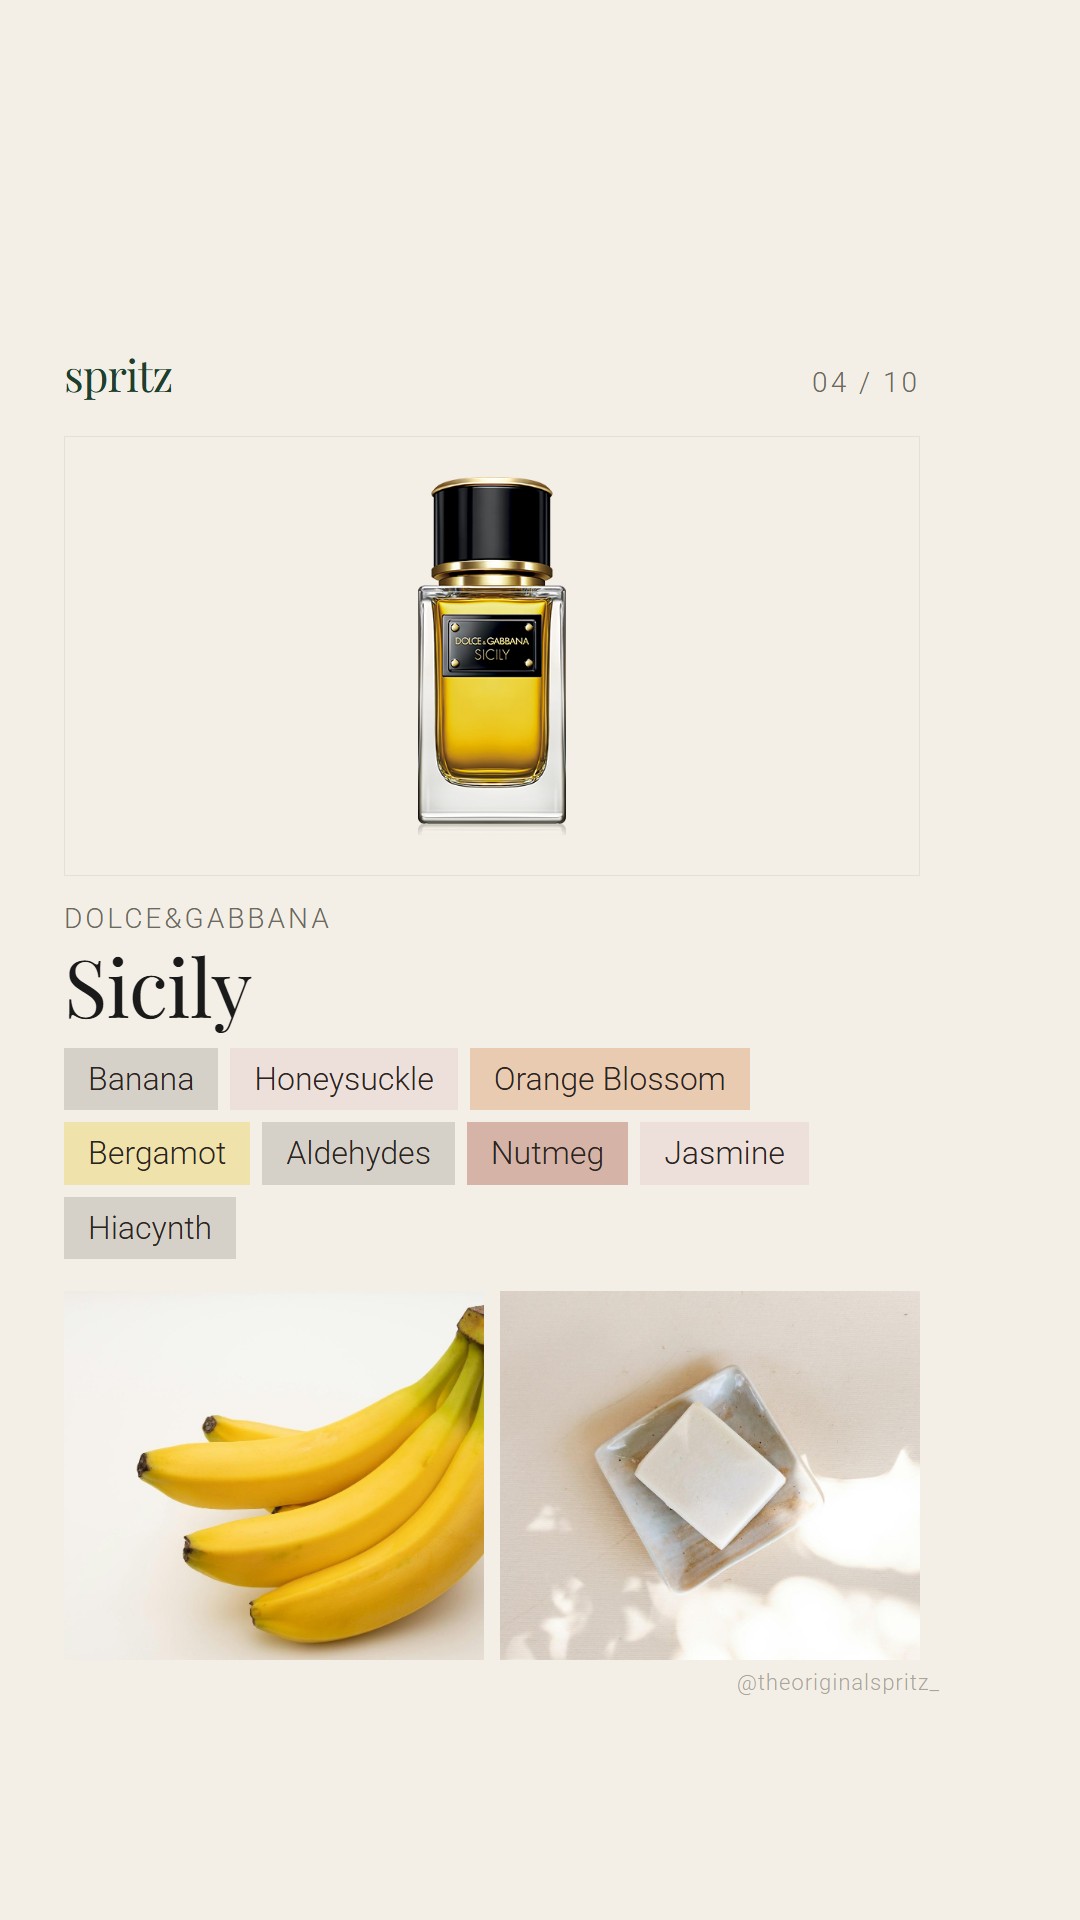 spritz
04 / 10
DOLCE&GABBANA
SICILY
DOLCE&GABBANA
Sicily
Banana Honeysuckle Orange Blossom
Bergamot Aldehydes Nutmeg Jasmine
Hiacynth
@theoriginalspritz_